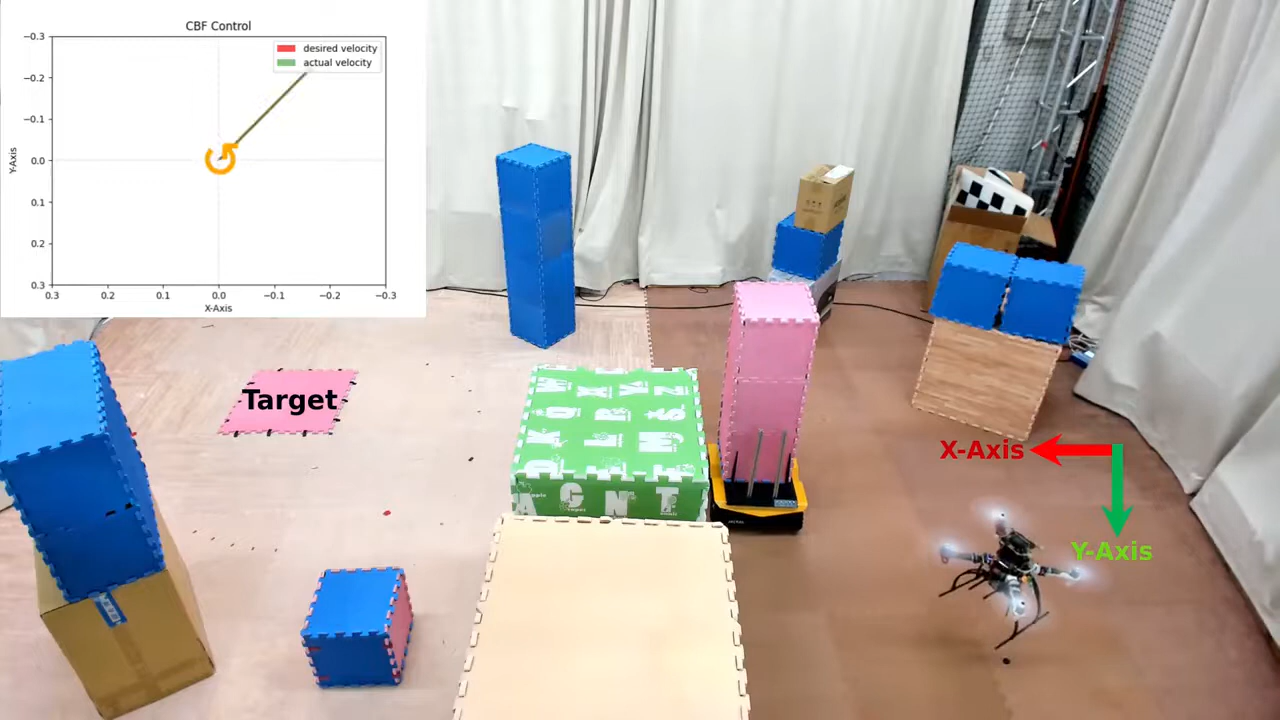 CBF Control
desired velocity
actual velocity
−0.3
−0.2
−0.1
0.0
0.1
0.2
0.3
Y-Axis
0.3
0.2
0.1
0.0
−0.1
−0.2
−0.3
X-Axis
Target
X-Axis
Y-Axis
A G N T